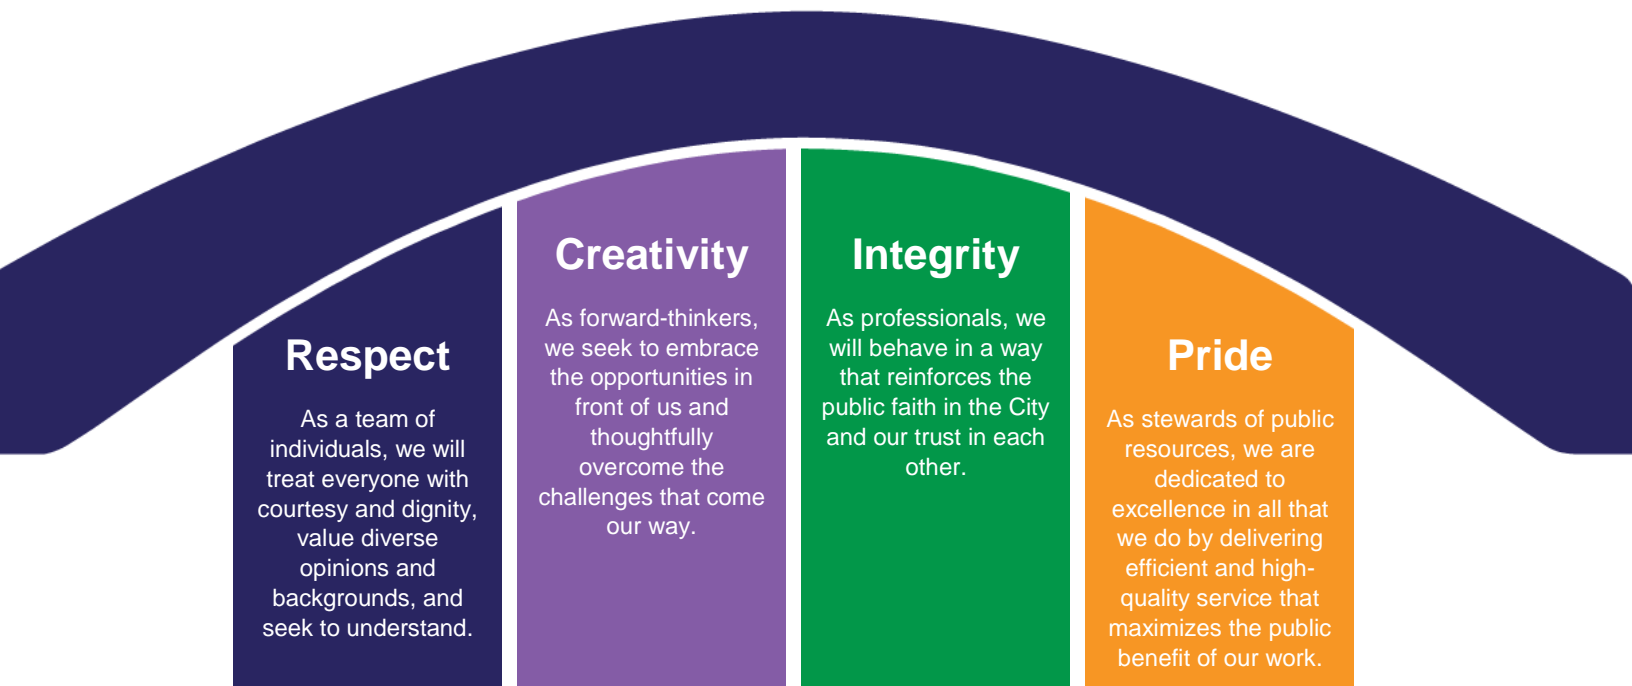 Respect
As a team of
individuals, we will
treat everyone with
courtesy and dignity,
value diverse
opinions and
backgrounds, and
seek to understand.
Creativity
As forward-thinkers,
we seek to embrace
the opportunities in
front of us and
thoughtfully
overcome the
challenges that come
our way.
Integrity
As professionals, we
will behave in a way
that reinforces the
public faith in the City
and our trust in each
other.
Pride
As stewards of public
resources, we are
dedicated to
excellence in all that
we do by delivering
efficient and high-
quality service that
maximizes the public
benefit of our work.